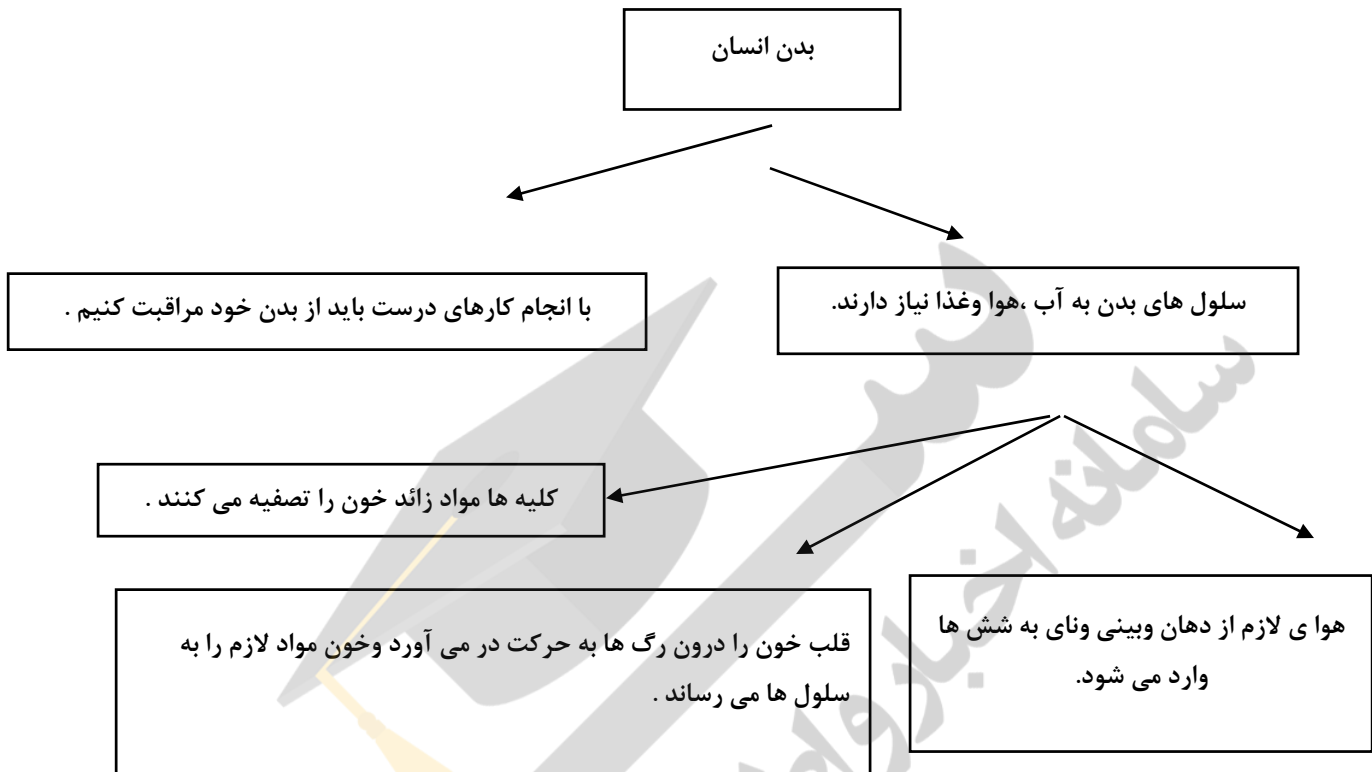 بدن انسان
سلول های بدن به آب ،هوا وغذا نیاز دارند.
با انجام کارهای درست باید از بدن خود مراقبت کنیم .
کلیه ها مواد زائد خون را تصفیه می کنند .
هوا ی لازم از دهان وبینی ونای به شش ها
وارد می شود.
قلب خون را درون رگ ها به حرکت در می آورد وخون مواد لازم را به
سلول ها می رساند .
سامانه اخبار